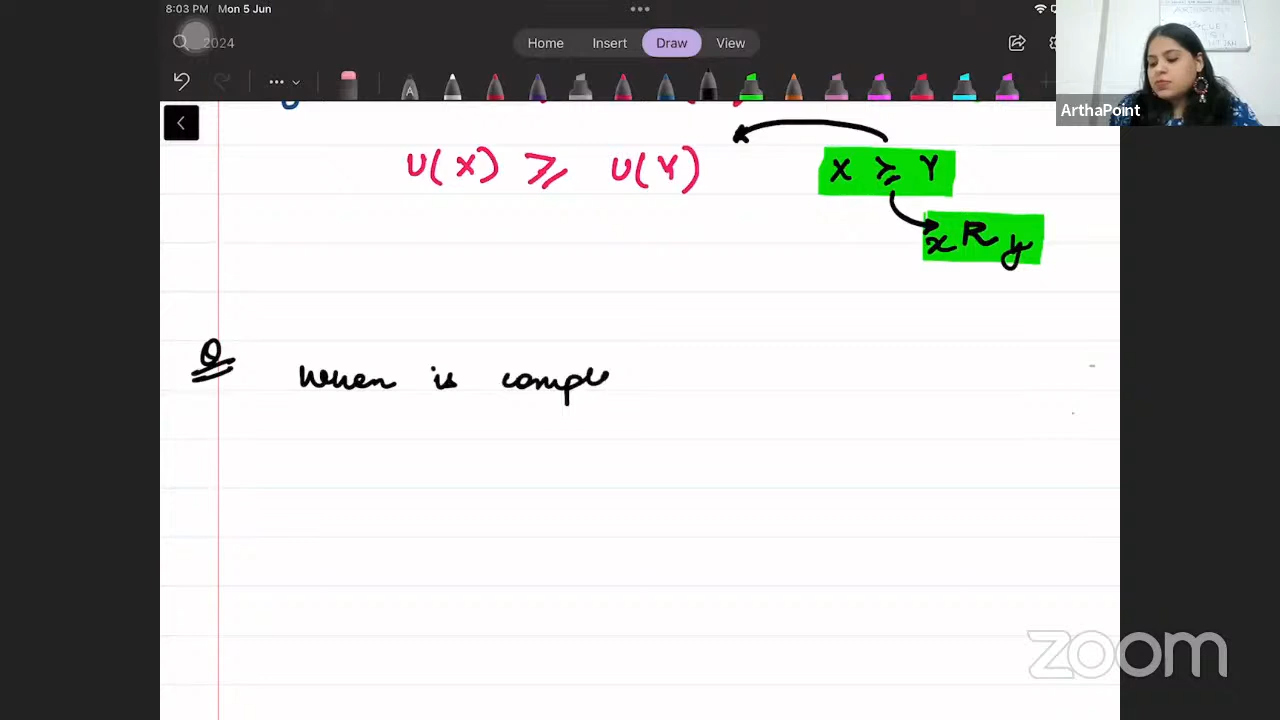 8:03 PM Mon 5 Jun
2024
Home Insert Draw View
A
ArthaPoint
U(X) ⩾ U(Y)
X ⩾ Y
x R y
Q When is comple
zoom